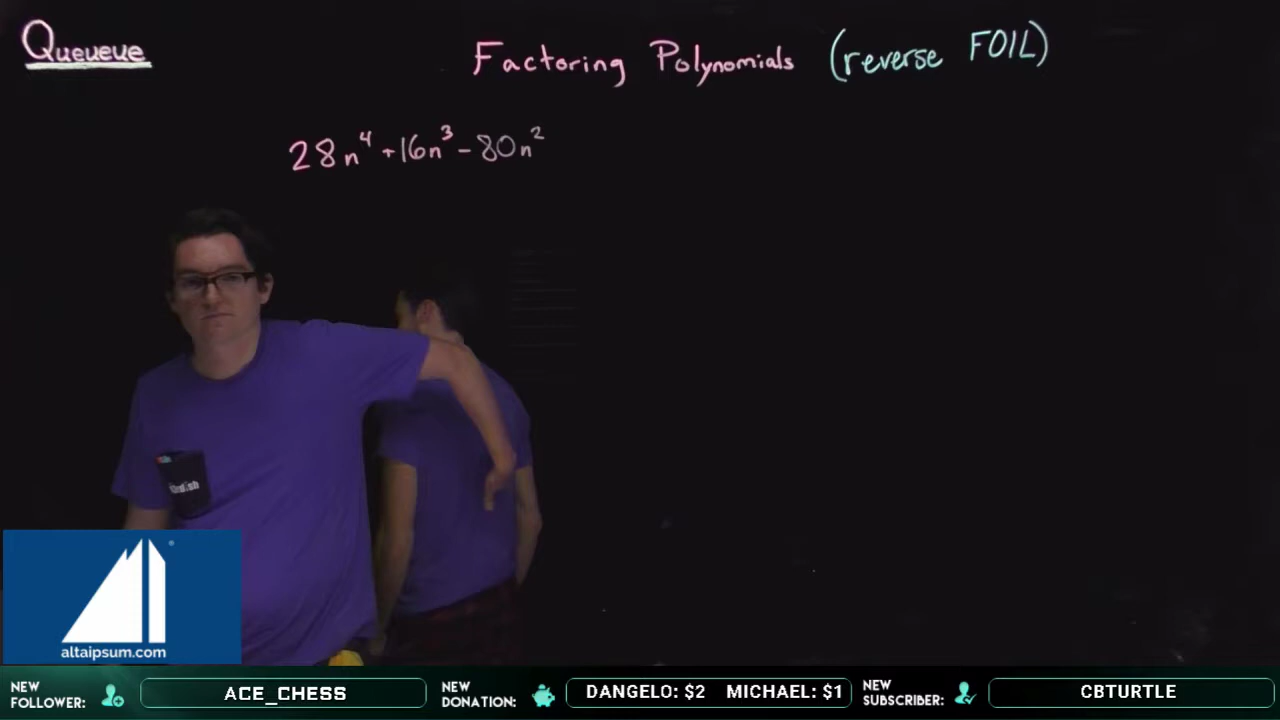 Queueue
Factoring Polynomials (reverse FOIL)
28n⁴+16n³-80n²
altaipsum.com
NEW FOLLOWER:
ACE_CHESS
NEW DONATION:
DANGELO: $2 MICHAEL: $1
NEW SUBSCRIBER:
CBTURTLE